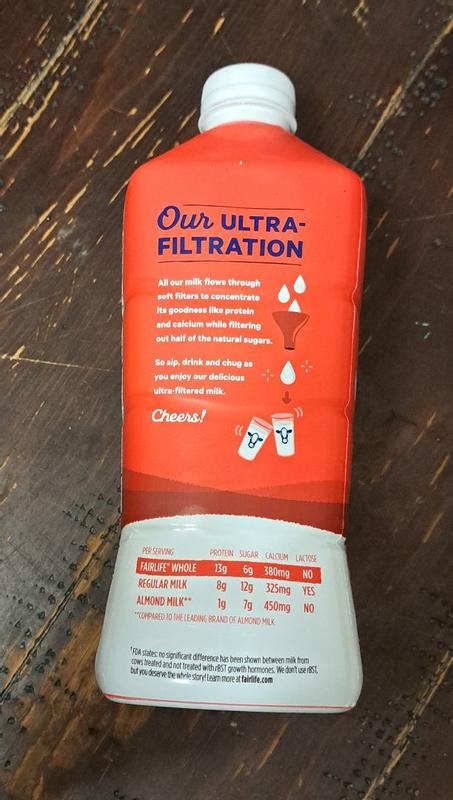 Our ULTRA-
FILTRATION
All our milk flows through
soft filters to concentrate
its goodness like protein
and calcium while filtering
out half of the natural sugars.
So sip, drink and chug as
you enjoy our delicious
ultra-filtered milk.
Cheers!
PER SERVING PROTEIN SUGAR CALCIUM LACTOSE
FAIRLIFE® WHOLE 13g 6g 380mg NO
REGULAR MILK 8g 12g 325mg YES
ALMOND MILK** 1g 7g 450mg NO
**COMPARED TO THE LEADING BRAND OF ALMOND MILK
†FDA states: no significant difference has been shown between milk from
cows treated and not treated with rBST growth hormones. We don't use rBST,
but you deserve the whole story! Learn more at fairlife.com